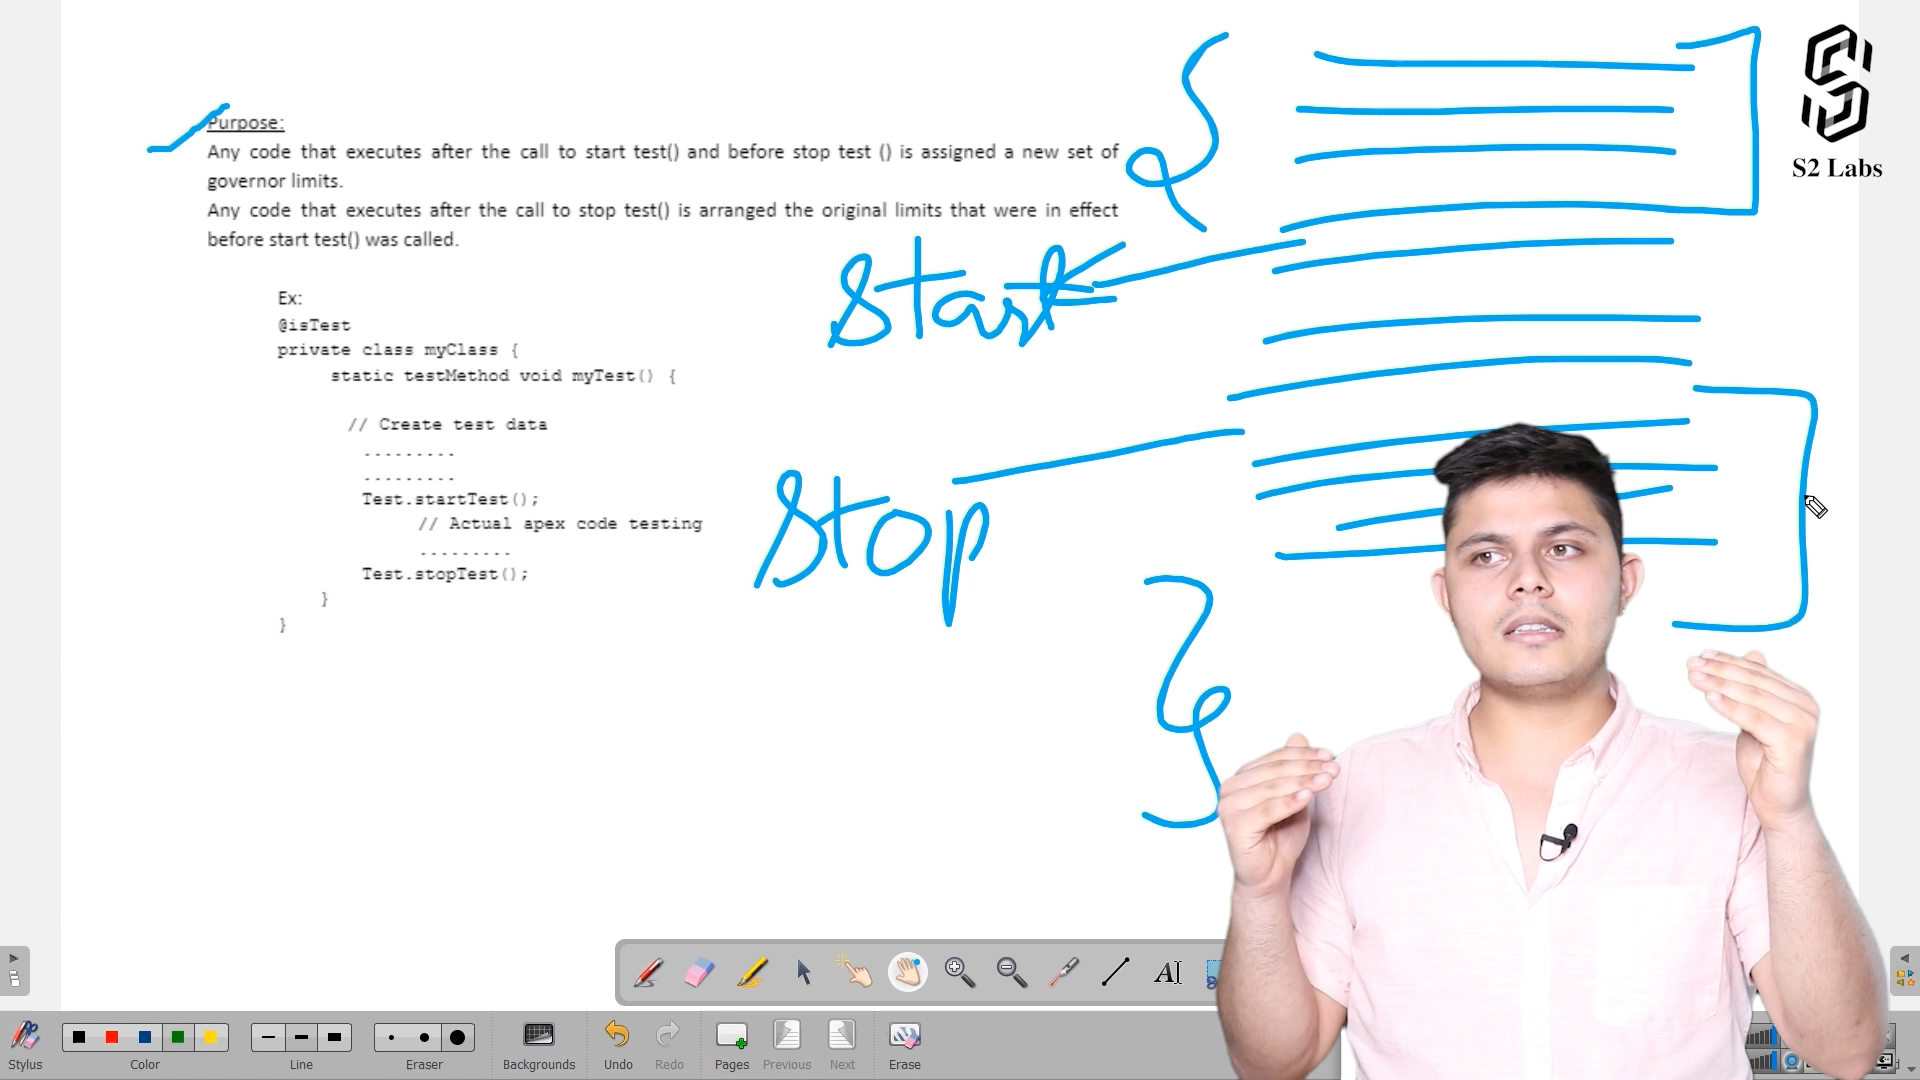 Purpose:
Any code that executes after the call to start test() and before stop test () is assigned a new set of
governor limits.
Any code that executes after the call to stop test() is arranged the original limits that were in effect
before start test() was called.
Ex:
@isTest
private class myClass {
static testMethod void myTest() {
// Create test data
.........
.........
Test.startTest();
// Actual apex code testing
.........
Test.stopTest();
}
}
Start
Stop
S2 Labs
Stylus
Color
Line
Eraser
Backgrounds
Undo
Redo
Pages
Previous
Next
Erase